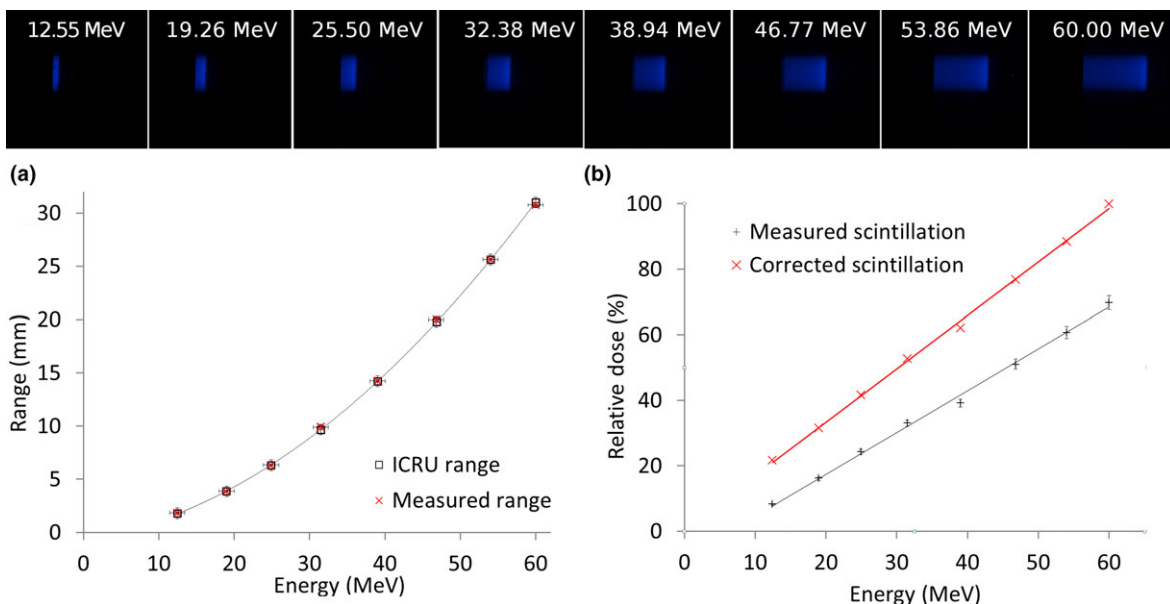 12.55 MeV 19.26 MeV 25.50 MeV 32.38 MeV 38.94 MeV 46.77 MeV 53.86 MeV 60.00 MeV
(a)
30
25
20
15
10
5
0
Range (mm)
ICRU range
Measured range
0 10 20 30 40 50 60
Energy (MeV)
(b)
100
80
60
40
20
0
Relative dose (%)
Measured scintillation
Corrected scintillation
0 10 20 30 40 50 60
Energy (MeV)